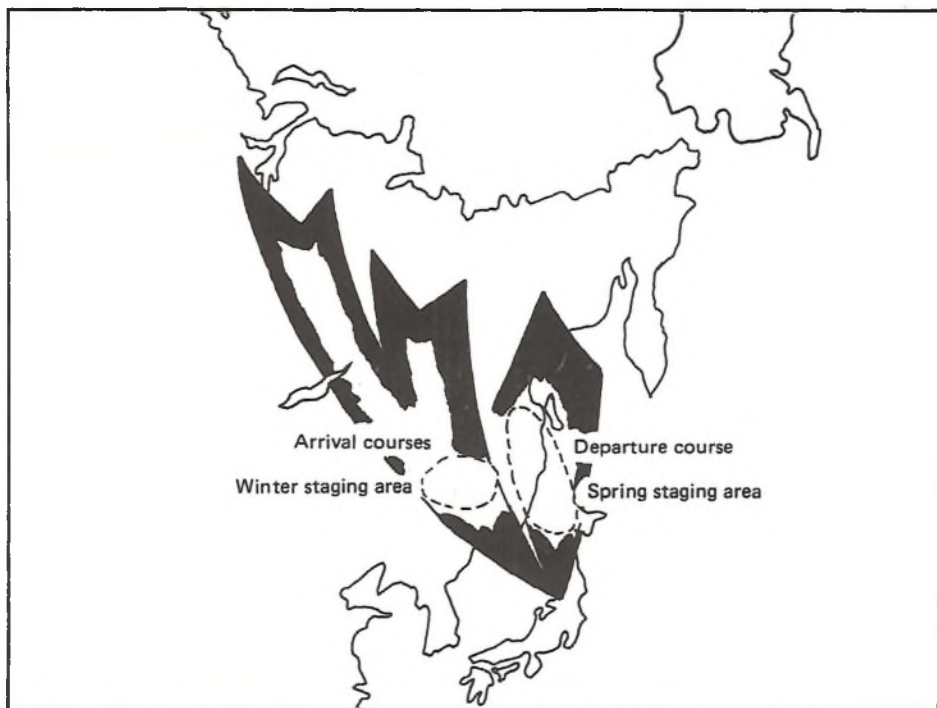 Arrival courses
Departure course
Winter staging area
Spring staging area